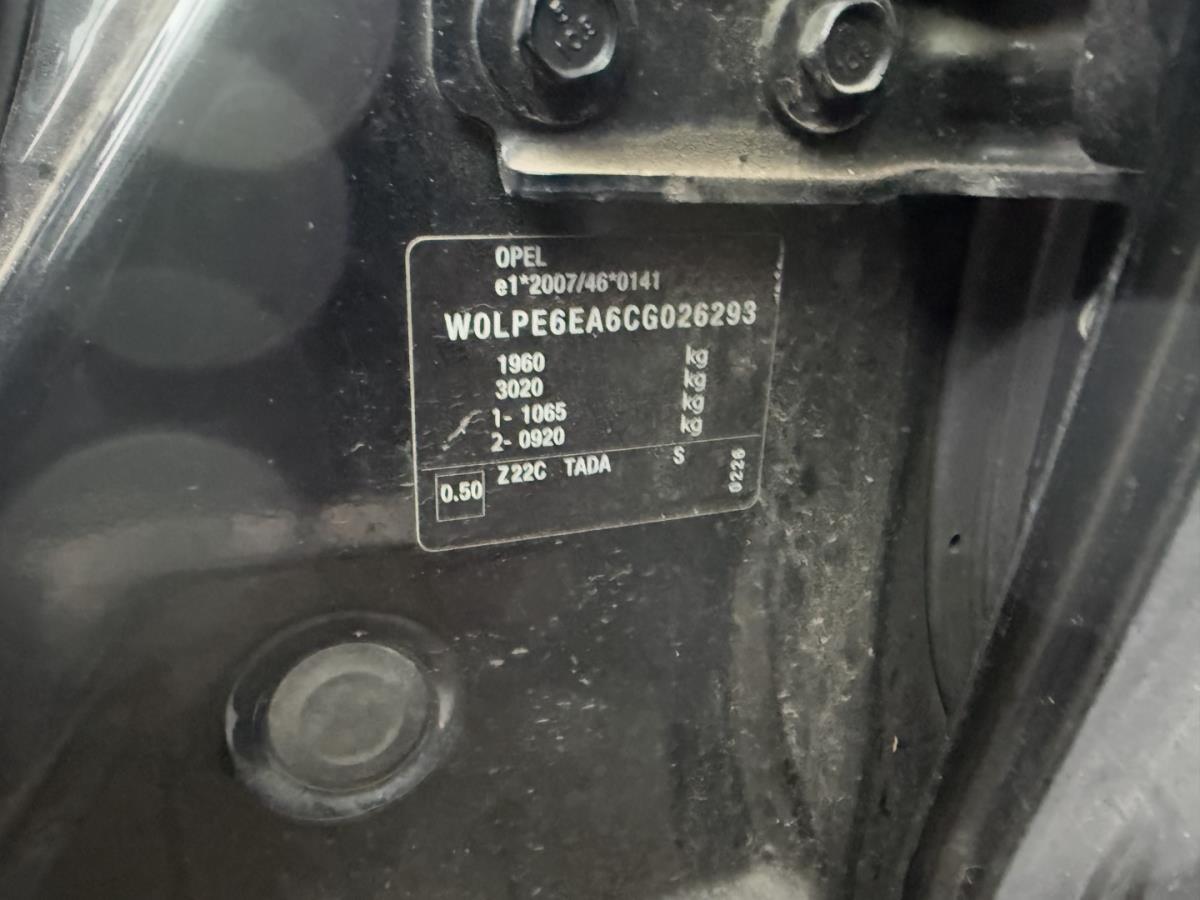 OPEL
e1*2007/46*0141
W0LPE6EA6CG026293
1960 kg
3020 kg
1- 1065 kg
2- 0920 kg
0.50 Z22C TADA S 0226